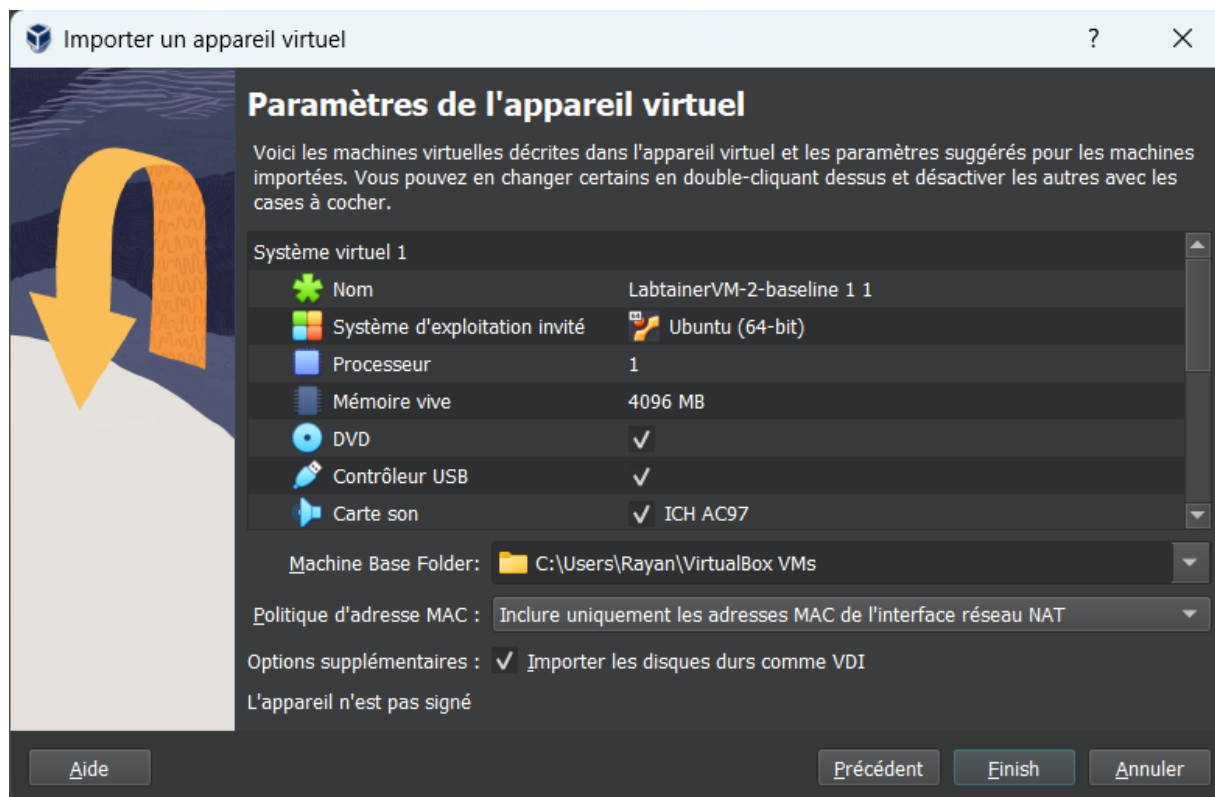 Importer un appareil virtuel
?
Paramètres de l'appareil virtuel
Voici les machines virtuelles décrites dans l'appareil virtuel et les paramètres suggérés pour les machines
importées. Vous pouvez en changer certains en double-cliquant dessus et désactiver les autres avec les
cases à cocher.
Système virtuel 1
Nom LabtainerVM-2-baseline 1 1
Système d'exploitation invité Ubuntu (64-bit)
Processeur 1
Mémoire vive 4096 MB
DVD
Contrôleur USB
Carte son ICH AC97
Machine Base Folder: C:\Users\Rayan\VirtualBox VMs
Politique d'adresse MAC : Inclure uniquement les adresses MAC de l'interface réseau NAT
Options supplémentaires : Importer les disques durs comme VDI
L'appareil n'est pas signé
Aide Précédent Finish Annuler